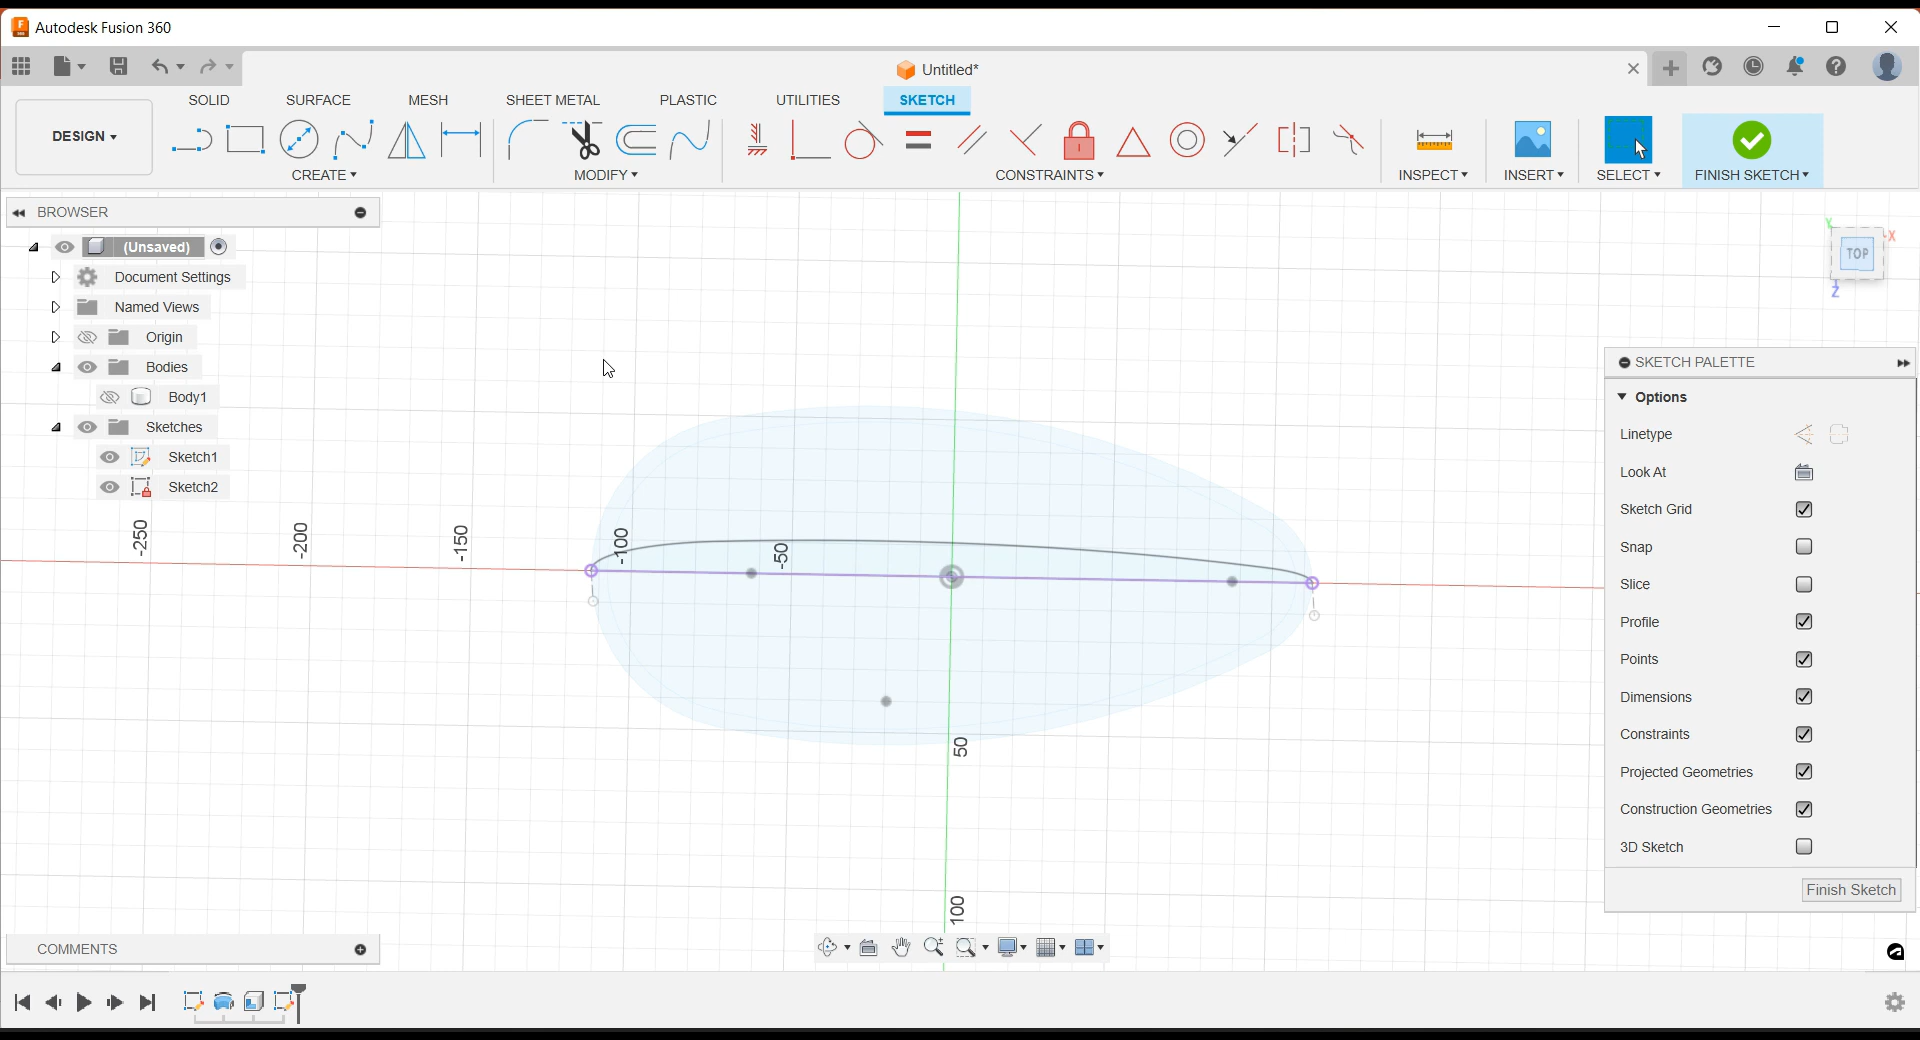 Autodesk Fusion 360
Untitled*
SOLID SURFACE MESH SHEET METAL PLASTIC UTILITIES SKETCH
DESIGN
CREATE MODIFY CONSTRAINTS INSPECT INSERT SELECT FINISH SKETCH
BROWSER
(Unsaved)
Document Settings
Named Views
Origin
Bodies
Body1
Sketches
Sketch1
Sketch2
-250
-200
-150
-100
-50
50
100
Y
X
TOP
Z
SKETCH PALETTE
Options
Linetype
Look At
Sketch Grid
Snap
Slice
Profile
Points
Dimensions
Constraints
Projected Geometries
Construction Geometries
3D Sketch
Finish Sketch
COMMENTS